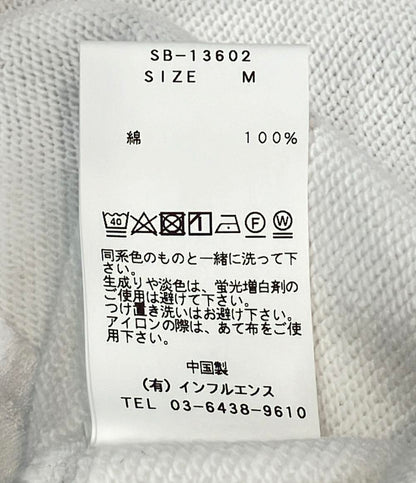 SB-13602
SIZE M
綿 100%
40
同系色のものと一緒に洗って下
さい。
生成りや淡色は、蛍光増白剤の
ご使用は避けて下さい。
つけ置き洗いはお避け下さい。
アイロンの際は、あて布をご使
用下さい。
中国製
(有)インフルエンス
TEL 03-6438-9610